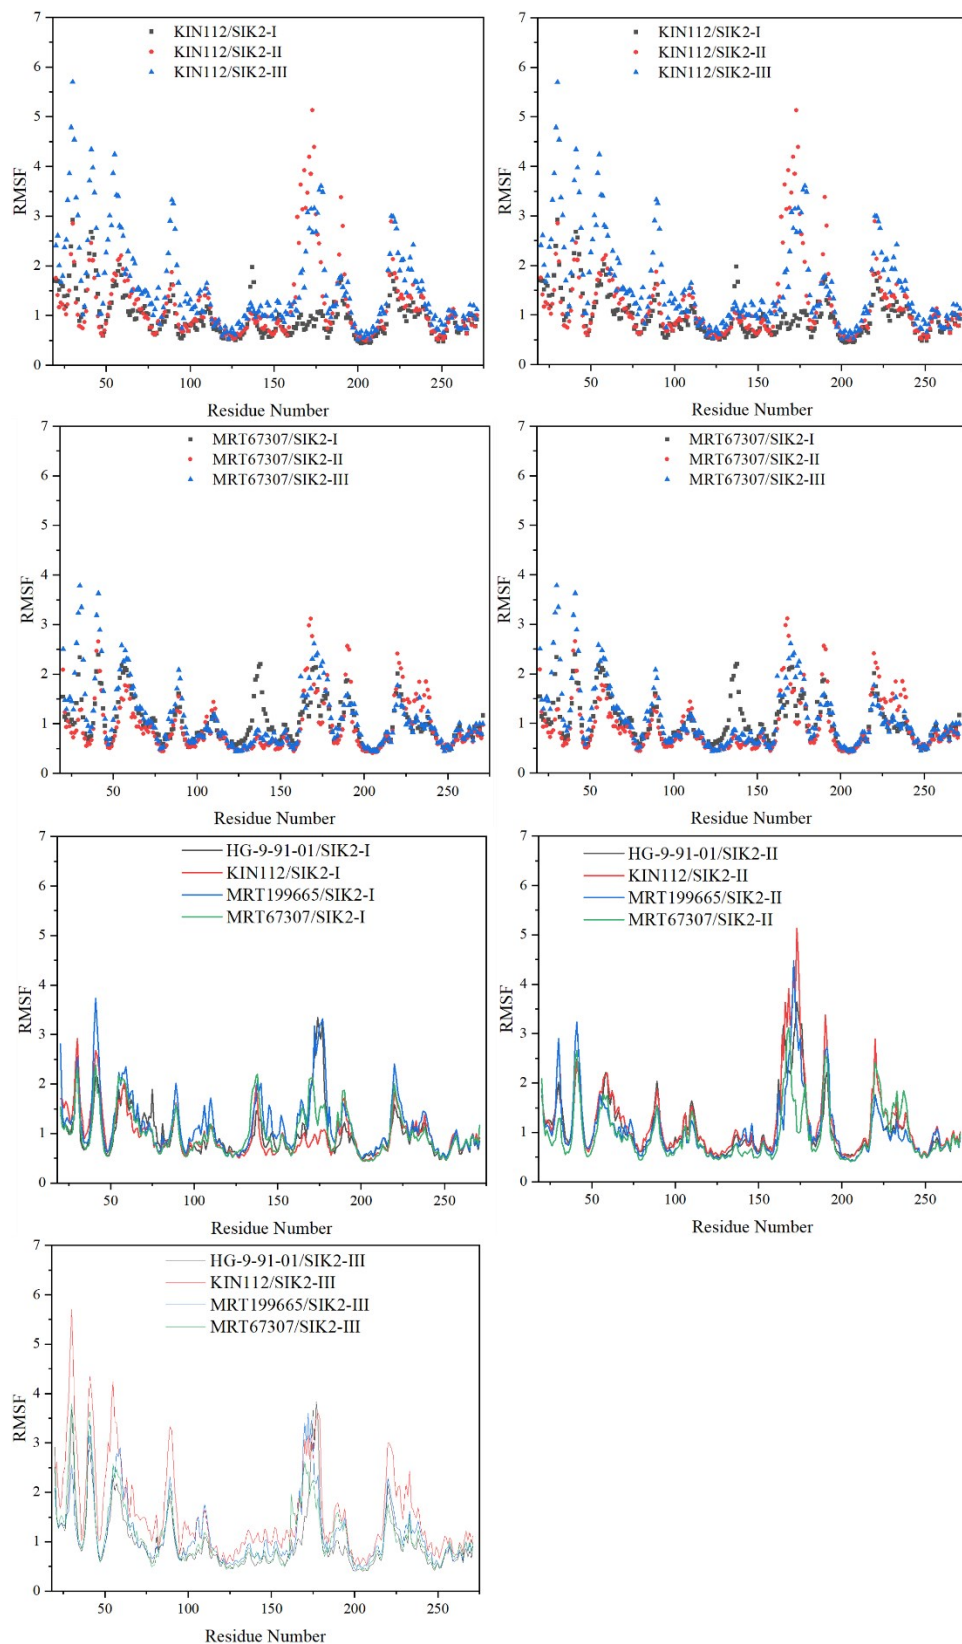 7
6
5
4
3
2
1
0
RMSF
KIN112/SIK2-I
KIN112/SIK2-II
KIN112/SIK2-III
50 100 150 200 250
Residue Number
7
6
5
4
3
2
1
0
RMSF
KIN112/SIK2-I
KIN112/SIK2-II
KIN112/SIK2-III
50 100 150 200 250
Residue Number
7
6
5
4
3
2
1
0
RMSF
MRT67307/SIK2-I
MRT67307/SIK2-II
MRT67307/SIK2-III
50 100 150 200 250
Residue Number
7
6
5
4
3
2
1
0
RMSF
MRT67307/SIK2-I
MRT67307/SIK2-II
MRT67307/SIK2-III
50 100 150 200 250
Residue Number
7
6
5
4
3
2
1
0
RMSF
HG-9-91-01/SIK2-I
KIN112/SIK2-I
MRT199665/SIK2-I
MRT67307/SIK2-I
50 100 150 200 250
Residue Number
7
6
5
4
3
2
1
0
RMSF
HG-9-91-01/SIK2-II
KIN112/SIK2-II
MRT199665/SIK2-II
MRT67307/SIK2-II
50 100 150 200 250
Residue Number
7
6
5
4
3
2
1
0
RMSF
HG-9-91-01/SIK2-III
KIN112/SIK2-III
MRT199665/SIK2-III
MRT67307/SIK2-III
50 100 150 200 250
Residue Number